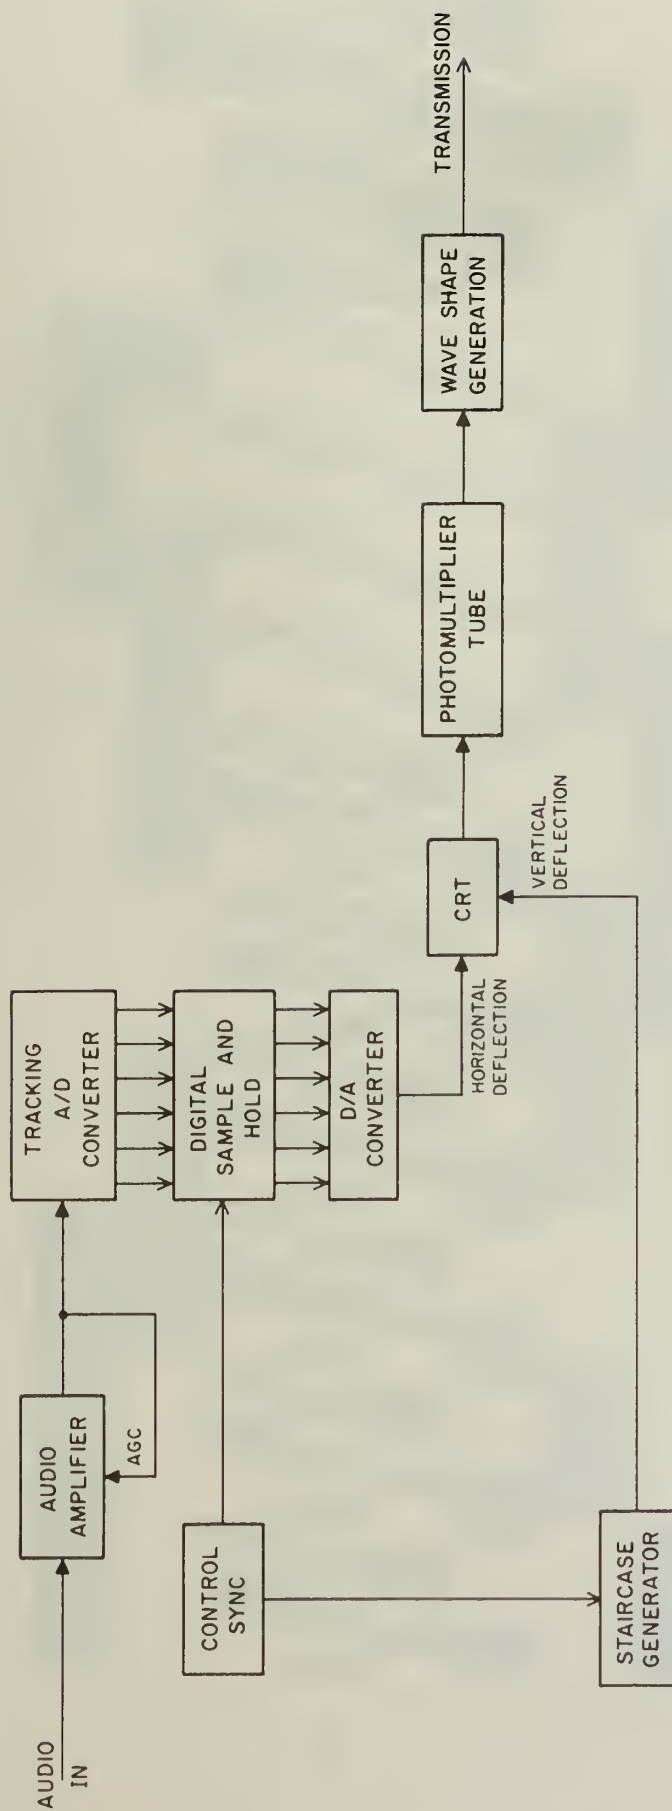 AUDIO
IN
AUDIO
AMPLIFIER
AGC
TRACKING
A/D
CONVERTER
CONTROL
SYNC
DIGITAL
SAMPLE AND
HOLD
D/A
CONVERTER
HORIZONTAL
DEFLECTION
CRT
VERTICAL
DEFLECTION
PHOTOMULTIPLIER
TUBE
WAVE SHAPE
GENERATION
TRANSMISSION
STAIRCASE
GENERATOR